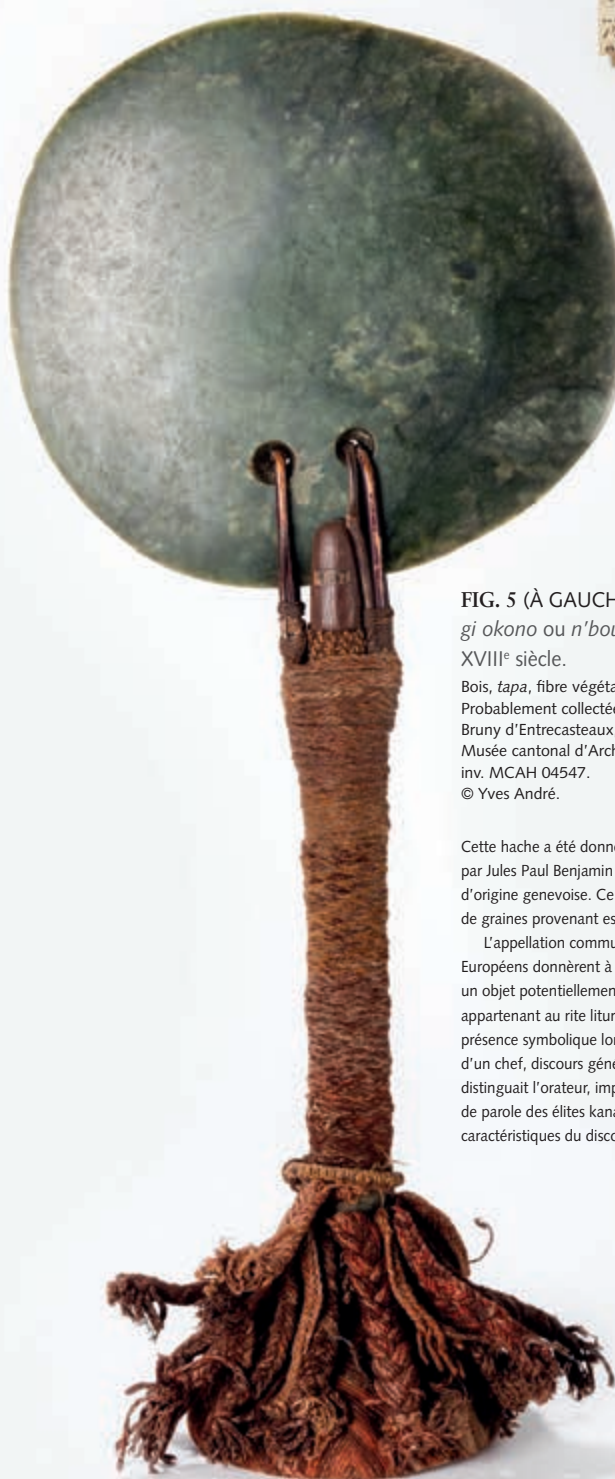 FIG. 5 (À GAUCH
gi okono ou n'bou
XVIIIᵉ siècle.
Bois, tapa, fibre végéta
Probablement collectée
Bruny d'Entrecasteaux
Musée cantonal d'Arch
inv. MCAH 04547.
© Yves André.
Cette hache a été donné
par Jules Paul Benjamin
d'origine genevoise. Ce
de graines provenant es
L'appellation commu
Européens donnèrent à
un objet potentiellemen
appartenant au rite litur
présence symbolique lor
d'un chef, discours géné
distinguait l'orateur, imp
de parole des élites kana
caractéristiques du disco